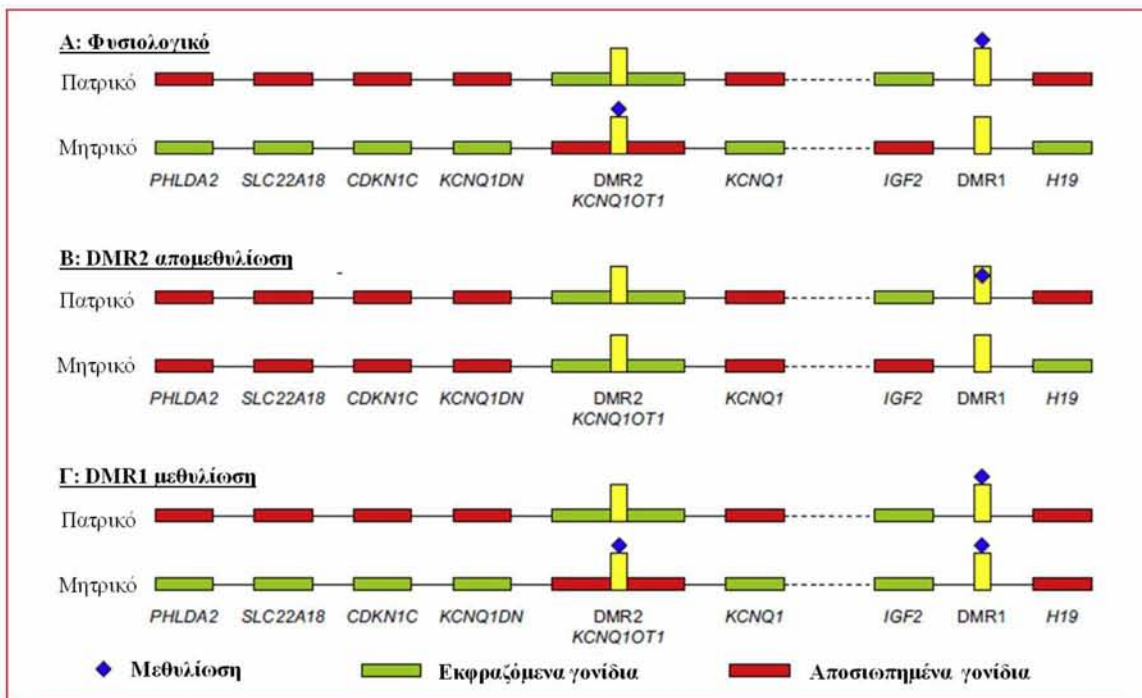 Α: Φυσιολογικό
Πατρικό
Μητρικό
PHLDA2 SLC22A18 CDKN1C KCNQ1DN DMR2 KCNQ1 IGF2 DMR1 H19
KCNQ1OT1
Β: DMR2 απομεθυλίωση
Πατρικό
Μητρικό
PHLDA2 SLC22A18 CDKN1C KCNQ1DN DMR2 KCNQ1 IGF2 DMR1 H19
KCNQ1OT1
Γ: DMR1 μεθυλίωση
Πατρικό
Μητρικό
PHLDA2 SLC22A18 CDKN1C KCNQ1DN DMR2 KCNQ1 IGF2 DMR1 H19
KCNQ1OT1
Μεθυλίωση Εκφραζόμενα γονίδια Αποσιωπημένα γονίδια